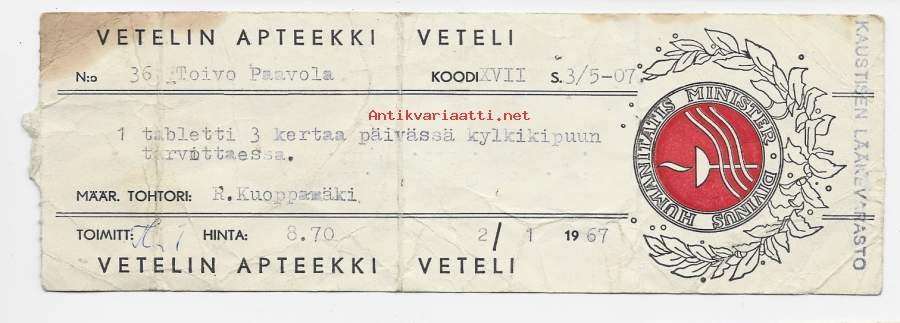 VETELIN APTEEKKI VETELI
N:o 36 Toivo Paavola KOODI XVII S. 3/5-07
Antikvariaatti.net
1 tabletti 3 kertaa päivässä kylkikipuun
tarvittaessa.
MÄÄR. TOHTORI: R.Kuoppamäki
TOIMITT: HINTA: 8.70 2/ 1 1967
VETELIN APTEEKKI VETELI
HUMANITATIS MINISTER · DIVINUS
KAUSTISEN LÄÄKEVARASTO